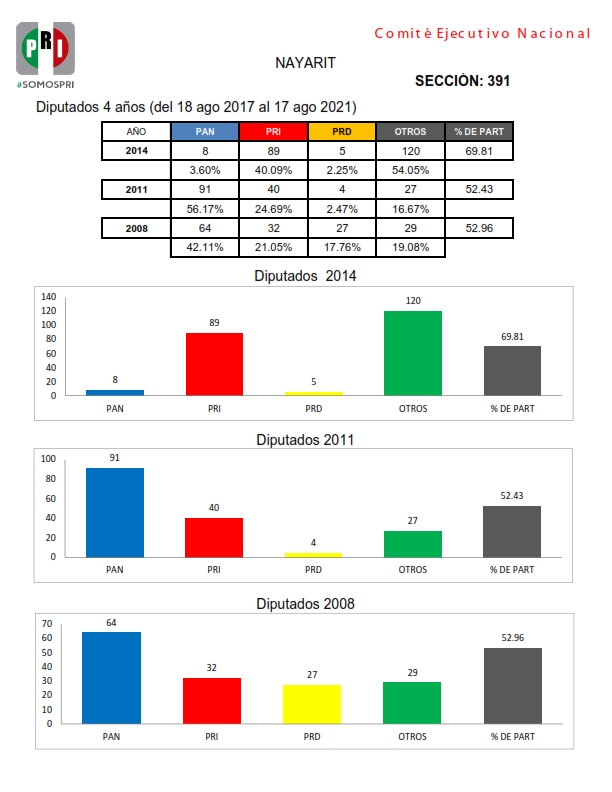 Comité Ejecutivo Nacional
PRI
#SOMOSPRI
NAYARIT
SECCIÓN: 391
Diputados 4 años (del 18 ago 2017 al 17 ago 2021)
AÑO PAN PRI PRD OTROS % DE PART
2014 8 89 5 120 69.81
3.60% 40.09% 2.25% 54.05%
2011 91 40 4 27 52.43
56.17% 24.69% 2.47% 16.67%
2008 64 32 27 29 52.96
42.11% 21.05% 17.76% 19.08%
Diputados 2014
140
120
100
80
60
40
20
0
8 89 5 120 69.81
PAN PRI PRD OTROS % DE PART
Diputados 2011
100
80
60
40
20
0
91 40 4 27 52.43
PAN PRI PRD OTROS % DE PART
Diputados 2008
70
60
50
40
30
20
10
0
64 32 27 29 52.96
PAN PRI PRD OTROS % DE PART